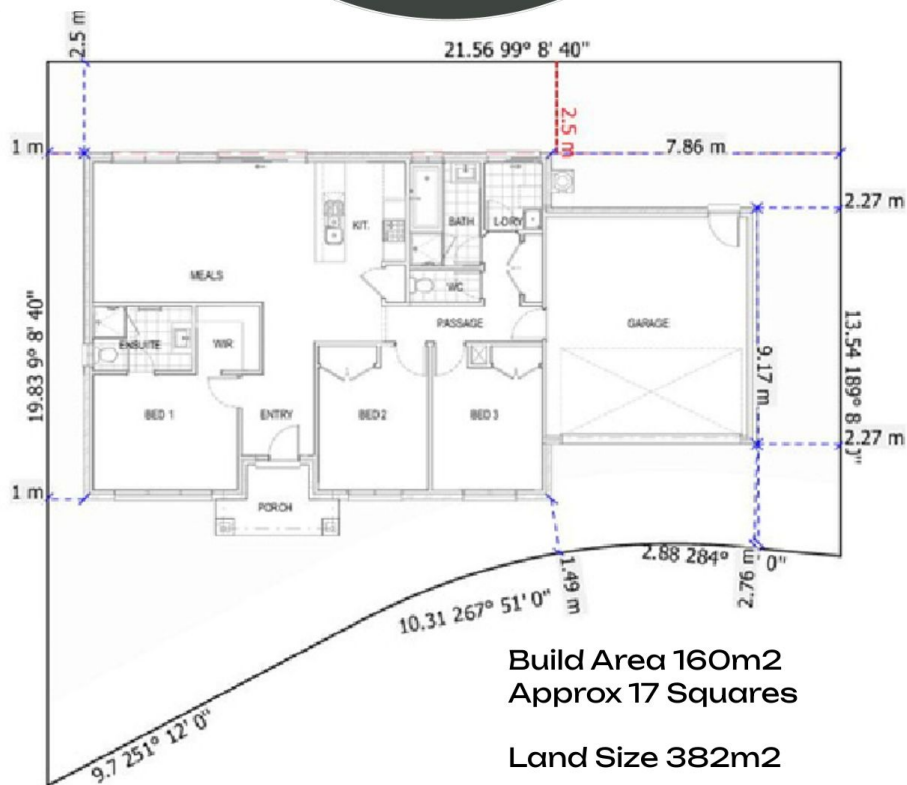 2.5 m
21.56 99° 8' 40"
2.5 m
1 m
7.86 m
2.27 m
KIT.
BATH
L-DRY
MEALS
WC
PASSAGE
GARAGE
19.83 9° 8' 40"
ENSUITE
WIR
9.17 m
13.54 189° 8'
BED 1
ENTRY
BED 2
BED 3
2.27 m
1 m
PORCH
1.49 m
2.88 284° 0"
2.76 m
10.31 267° 51' 0"
9.7 251° 12' 0"
Build Area 160m2
Approx 17 Squares
Land Size 382m2